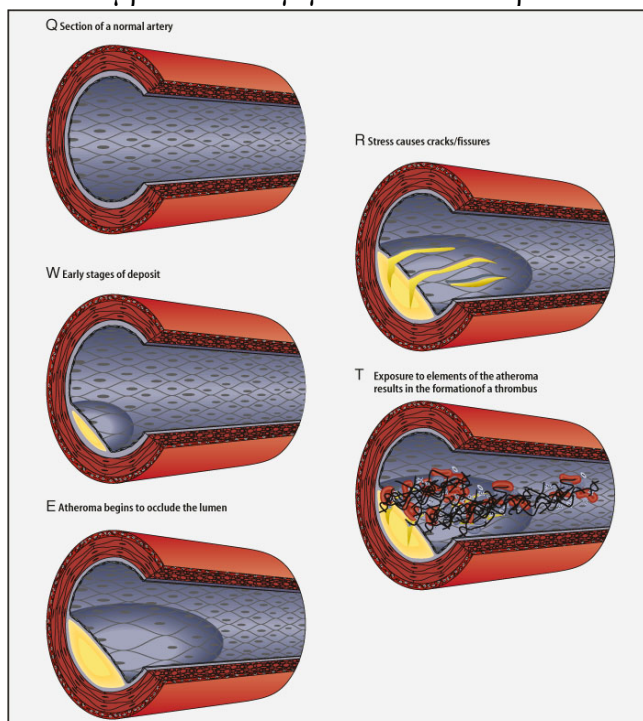 Q Section of a normal artery
W Early stages of deposit
E Atheroma begins to occlude the lumen
R Stress causes cracks/fissures
T Exposure to elements of the atheroma
results in the formationof a thrombus